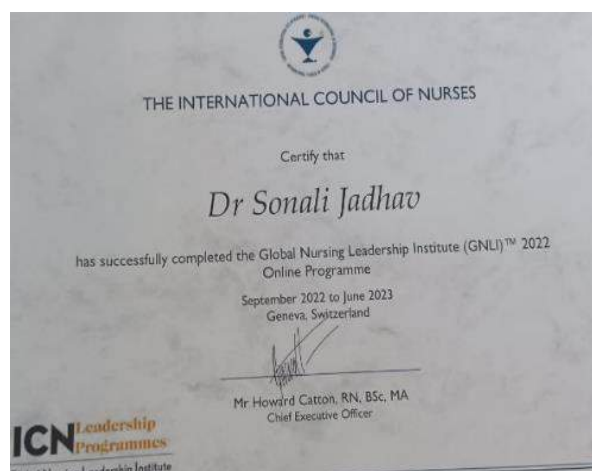 THE INTERNATIONAL COUNCIL OF NURSES
Certify that
Dr Sonali Jadhav
has successfully completed the Global Nursing Leadership Institute (GNLI)™ 2022
Online Programme
September 2022 to June 2023
Geneva, Switzerland
Mr Howard Catton, RN, BSc, MA
Chief Executive Officer
ICN Leadership
Programmes
Leadership Institute